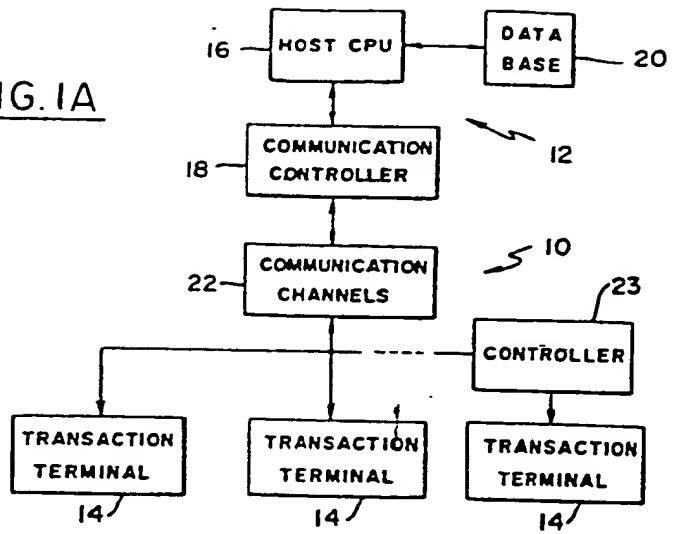 IG. 1A
16
HOST CPU
DATA
BASE
20
12
18
COMMUNICATION
CONTROLLER
10
22
COMMUNICATION
CHANNELS
23
CONTROLLER
TRANSACTION
TERMINAL
14
TRANSACTION
TERMINAL
14
TRANSACTION
TERMINAL
14